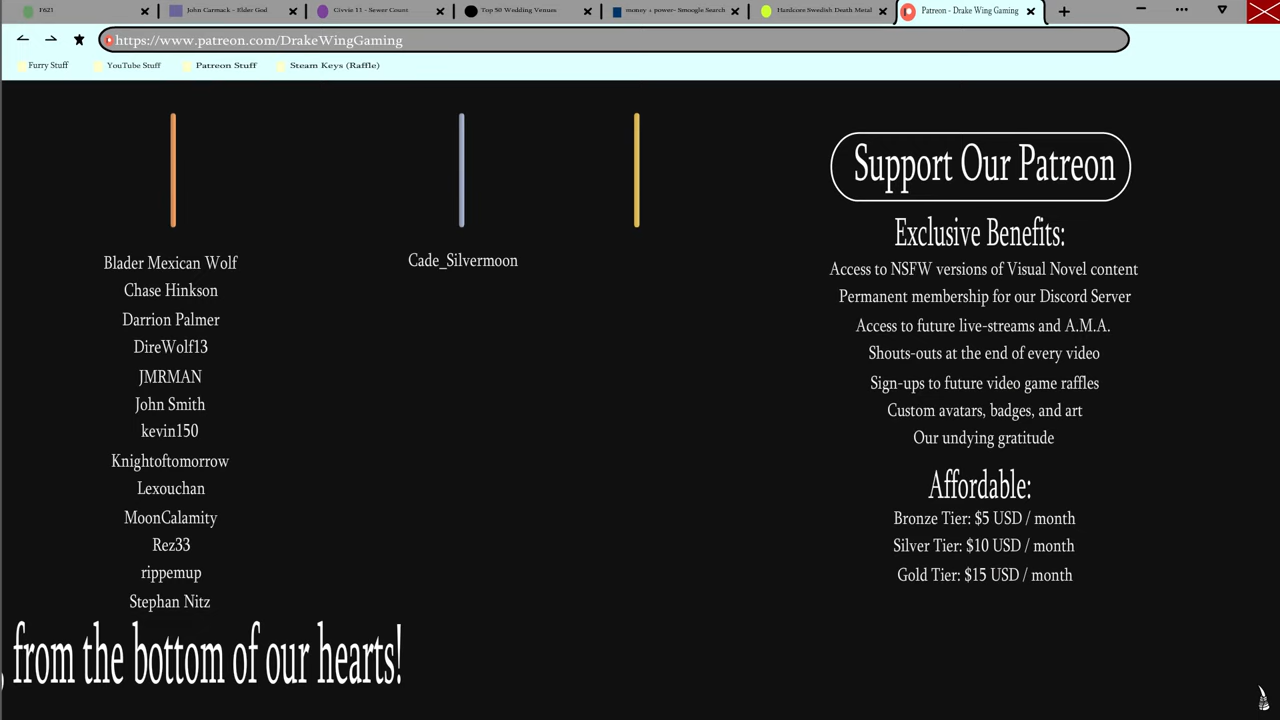 F621
John Carmack - Elder God
Civvie 11 - Sewer Count
Top 50 Wedding Venues
money + power- Smoogle Search
Hardcore Swedish Death Metal
Patreon - Drake Wing Gaming
https://www.patreon.com/DrakeWingGaming
Furry Stuff
YouTube Stuff
Patreon Stuff
Steam Keys (Raffle)
Blader Mexican Wolf
Chase Hinkson
Darrion Palmer
DireWolf13
JMRMAN
John Smith
kevin150
Knightoftomorrow
Lexouchan
MoonCalamity
Rez33
rippemup
Stephan Nitz
Cade_Silvermoon
Support Our Patreon
Exclusive Benefits:
Access to NSFW versions of Visual Novel content
Permanent membership for our Discord Server
Access to future live-streams and A.M.A.
Shouts-outs at the end of every video
Sign-ups to future video game raffles
Custom avatars, badges, and art
Our undying gratitude
Affordable:
Bronze Tier: $5 USD / month
Silver Tier: $10 USD / month
Gold Tier: $15 USD / month
, from the bottom of our hearts!